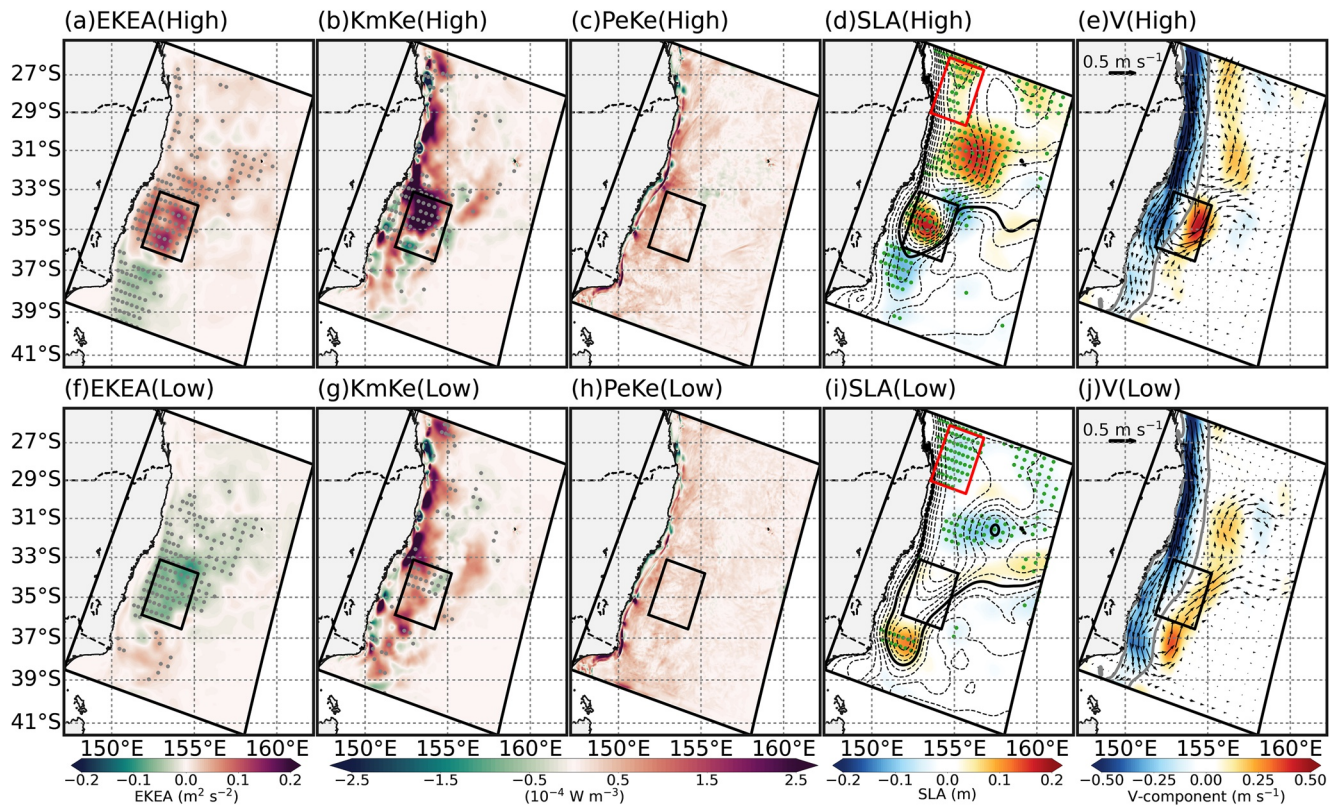 (a)EKEA(High) (b)KmKe(High) (c)PeKe(High) (d)SLA(High) (e)V(High)
0.5 m s⁻¹
27°S
29°S
31°S
33°S
35°S
37°S
39°S
41°S
(f)EKEA(Low) (g)KmKe(Low) (h)PeKe(Low) (i)SLA(Low) (j)V(Low)
0.5 m s⁻¹
27°S
29°S
31°S
33°S
35°S
37°S
39°S
41°S
150°E 155°E 160°E 150°E 155°E 160°E 150°E 155°E 160°E 150°E 155°E 160°E 150°E 155°E 160°E
−0.2 −0.1 0.0 0.1 0.2 −2.5 −1.5 1.5 2.5 −0.2 −0.1 0.0 0.1 0.2 −0.50 −0.25 0.00 0.25 0.50
EKEA (m² s⁻²) (10⁻⁴ W m⁻³) SLA (m) V-component (m s⁻¹)